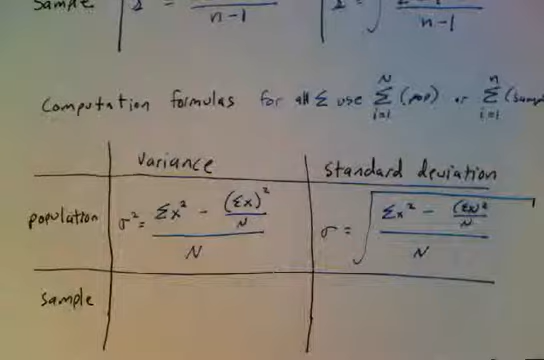 Sample s = n-1 s = √ n-1
Computation formulas for all Σ use Σ i=1 N (pop) or Σ i=1 n
variance standard deviation
population σ² = (Σx² - (Σx)²/N) / N σ = √((Σx² - (Σx)²/N) / N)
Sample